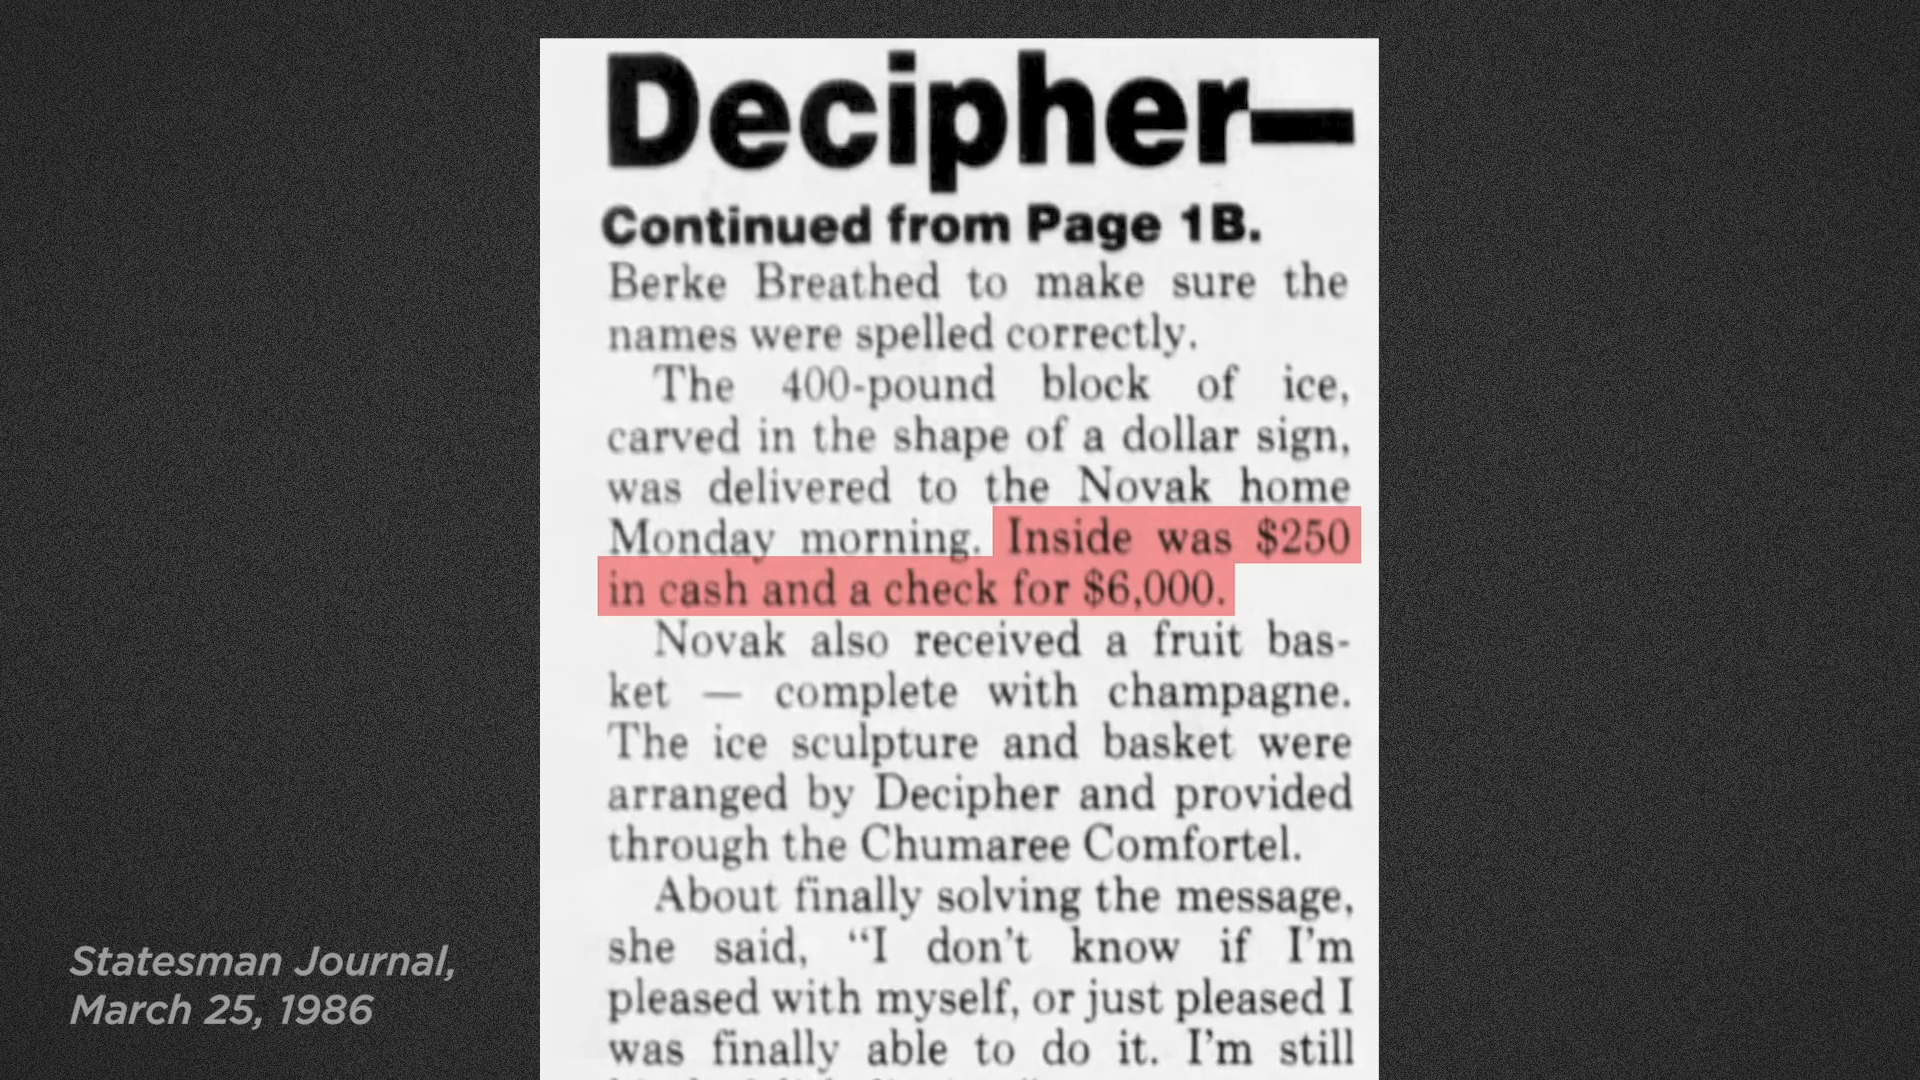 Decipher—
Continued from Page 1B.
Berke Breathed to make sure the
names were spelled correctly.
The 400-pound block of ice,
carved in the shape of a dollar sign,
was delivered to the Novak home
Monday morning. Inside was $250
in cash and a check for $6,000.
Novak also received a fruit bas-
ket — complete with champagne.
The ice sculpture and basket were
arranged by Decipher and provided
through the Chumaree Comfortel.
About finally solving the message,
she said, “I don’t know if I’m
pleased with myself, or just pleased I
was finally able to do it. I’m still
Statesman Journal,
March 25, 1986